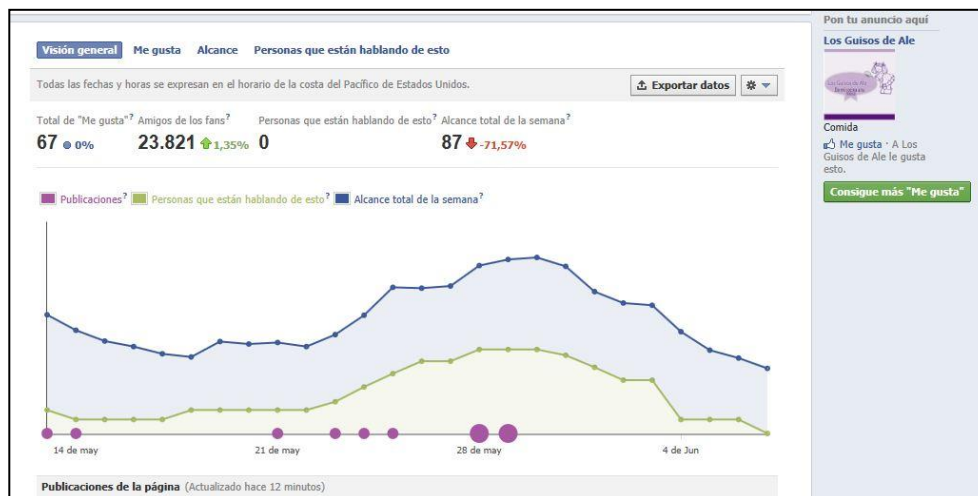 Pon tu anuncio aquí
Los Guisos de Ale
Comida
Me gusta · A Los
Guisos de Ale le gusta
esto.
Consigue más "Me gusta"
Visión general Me gusta Alcance Personas que están hablando de esto
Todas las fechas y horas se expresan en el horario de la costa del Pacífico de Estados Unidos.
Exportar datos
Total de "Me gusta"? Amigos de los fans? Personas que están hablando de esto? Alcance total de la semana?
67 0% 23.821 1,35% 0 87 -71,57%
Publicaciones? Personas que están hablando de esto? Alcance total de la semana?
14 de may 21 de may 28 de may 4 de Jun
Publicaciones de la página (Actualizado hace 12 minutos)